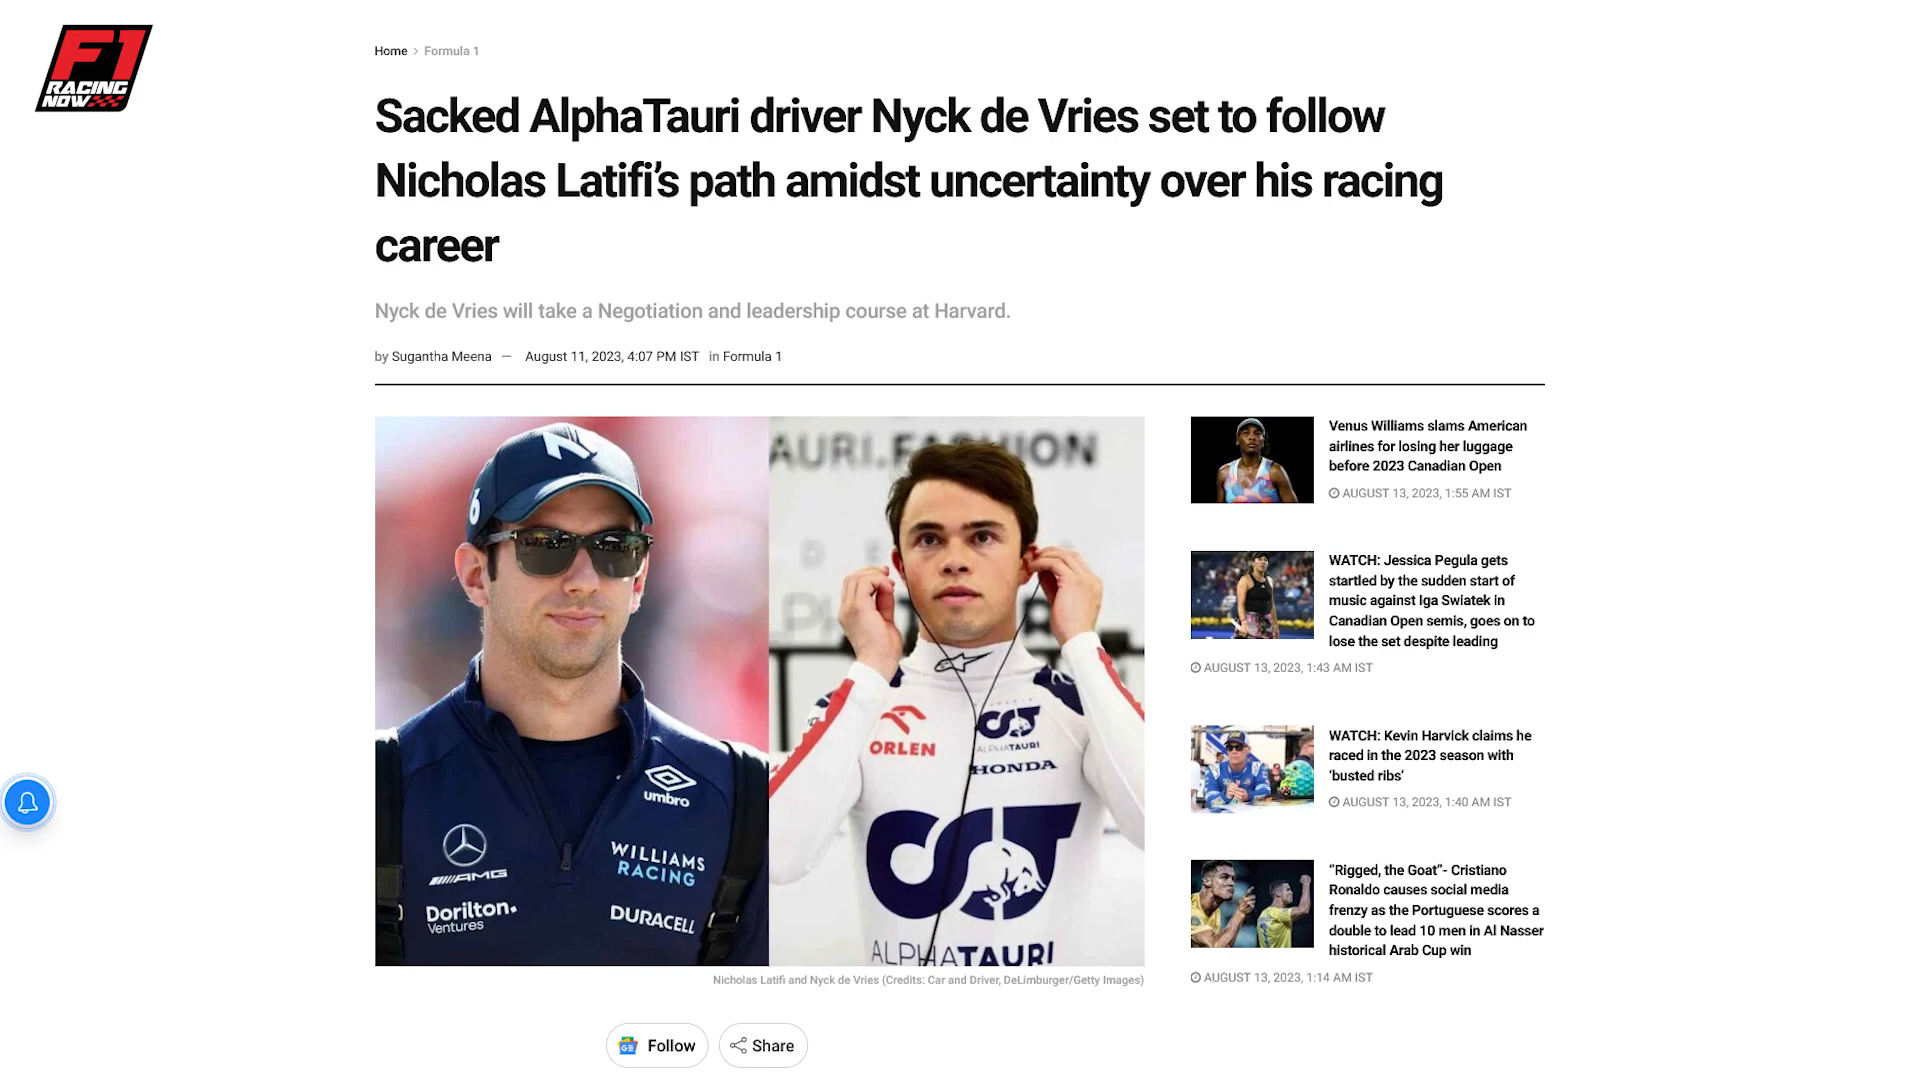 F1
RACING
NOW
Home > Formula 1
Sacked AlphaTauri driver Nyck de Vries set to follow
Nicholas Latifi’s path amidst uncertainty over his racing
career
Nyck de Vries will take a Negotiation and leadership course at Harvard.
by Sugantha Meena — August 11, 2023, 4:07 PM IST in Formula 1
6
umbro
WILLIAMS
RACING
AMG
Dorilton.
Ventures
DURACELL
TAURI.FASHION
ORLEN
ALPHATAURI
HONDA
ALPHATAURI
Nicholas Latifi and Nyck de Vries (Credits: Car and Driver, DeLimburger/Getty Images)
Follow
Share
Venus Williams slams American
airlines for losing her luggage
before 2023 Canadian Open
AUGUST 13, 2023, 1:55 AM IST
WATCH: Jessica Pegula gets
startled by the sudden start of
music against Iga Swiatek in
Canadian Open semis, goes on to
lose the set despite leading
AUGUST 13, 2023, 1:43 AM IST
WATCH: Kevin Harvick claims he
raced in the 2023 season with
‘busted ribs’
AUGUST 13, 2023, 1:40 AM IST
“Rigged, the Goat”- Cristiano
Ronaldo causes social media
frenzy as the Portuguese scores a
double to lead 10 men in Al Nasser
historical Arab Cup win
AUGUST 13, 2023, 1:14 AM IST